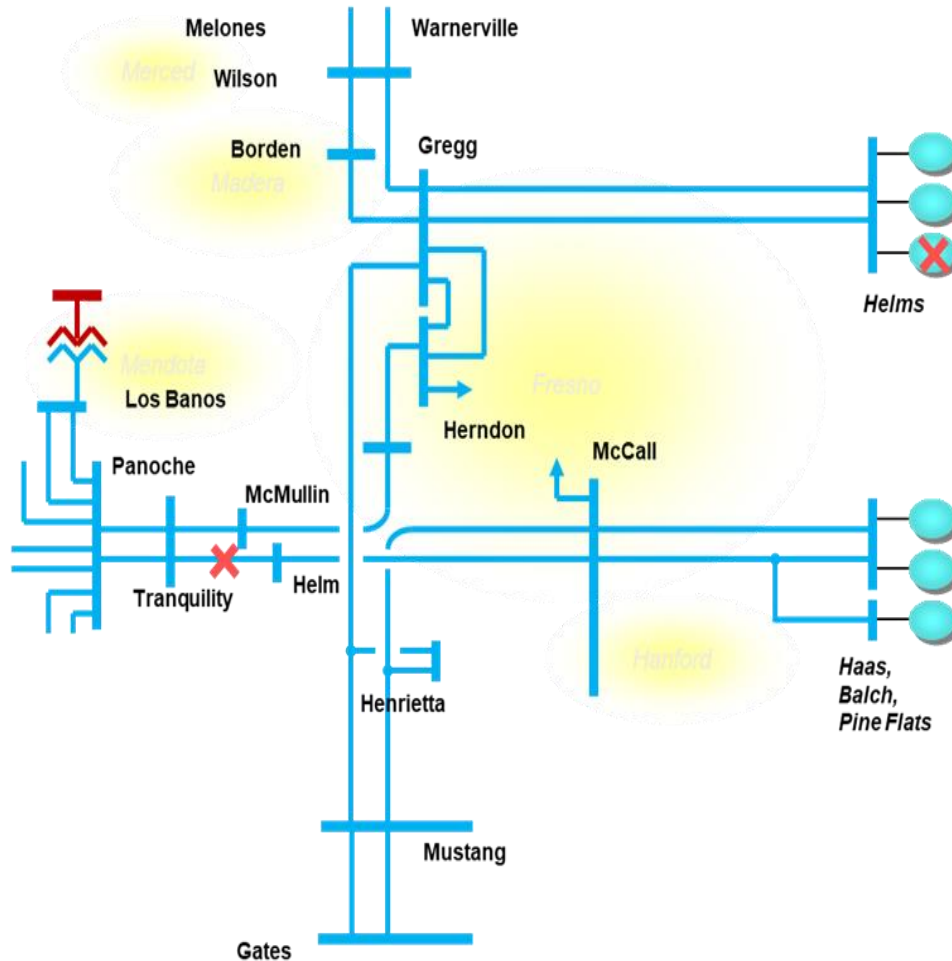 Melones
Warnerville
Merced
Wilson
Borden
Gregg
Madera
Helms
Mendota
Los Banos
Fresno
Herndon
McCall
Panoche
McMullin
Tranquility
Helm
Hanford
Henrietta
Haas,
Balch,
Pine Flats
Mustang
Gates